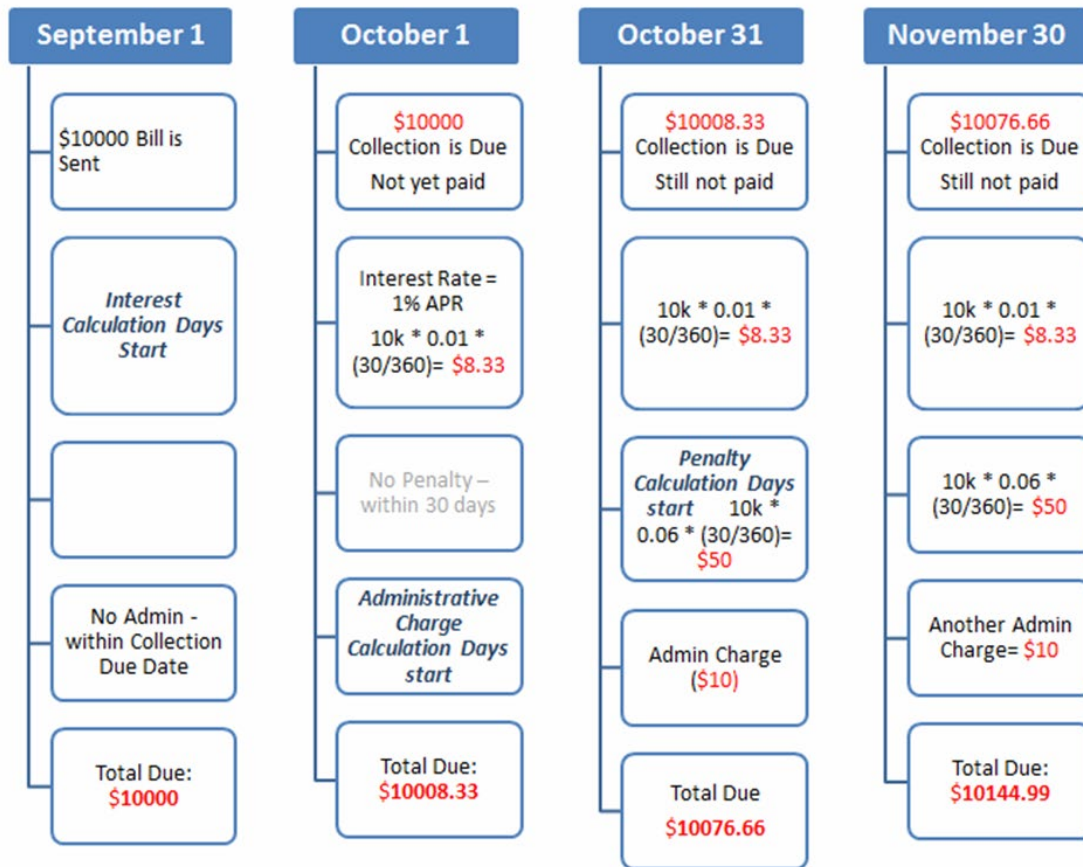 September 1
$10000 Bill is
Sent
Interest
Calculation Days
Start
No Admin -
within Collection
Due Date
Total Due:
$10000
October 1
$10000
Collection is Due
Not yet paid
Interest Rate =
1% APR
10k * 0.01 *
(30/360)= $8.33
No Penalty –
within 30 days
Administrative
Charge
Calculation Days
start
Total Due:
$10008.33
October 31
$10008.33
Collection is Due
Still not paid
10k * 0.01 *
(30/360)= $8.33
Penalty
Calculation Days
start 10k *
0.06 * (30/360)=
$50
Admin Charge
($10)
Total Due
$10076.66
November 30
$10076.66
Collection is Due
Still not paid
10k * 0.01 *
(30/360)= $8.33
10k * 0.06 *
(30/360)= $50
Another Admin
Charge= $10
Total Due:
$10144.99